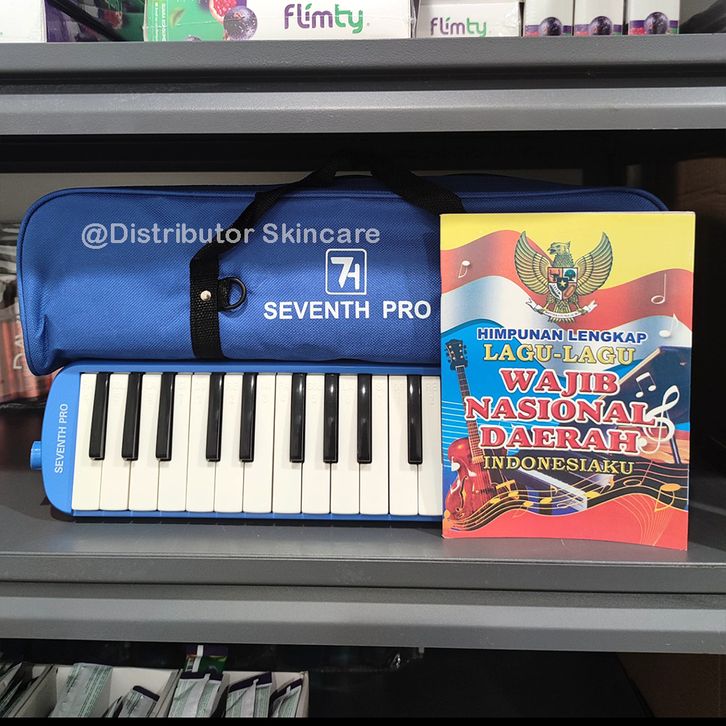 flimty
flimty
@Distributor Skincare
7H
SEVENTH PRO
SEVENTH PRO
HIMPUNAN LENGKAP
LAGU-LAGU
WAJIB
NASIONAL
DAERAH
INDONESIAKU